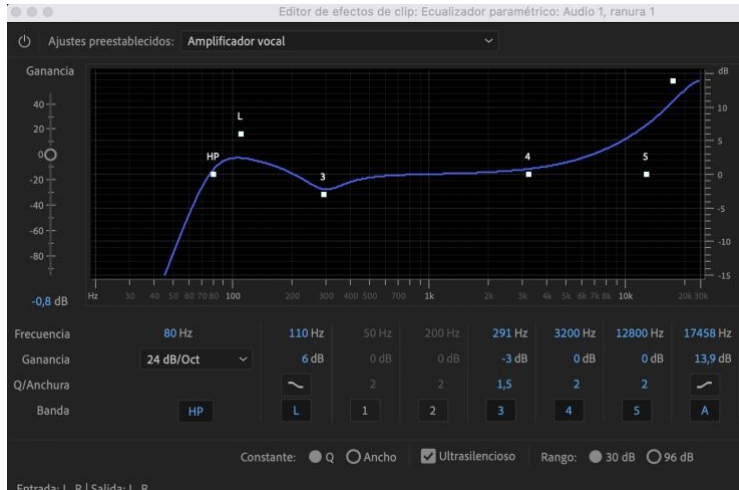 Editor de efectos de clip: Ecualizador paramétrico: Audio 1, ranura 1
Ajustes preestablecidos: Amplificador vocal
Ganancia
dB
40
20
0
-20
-40
-60
-80
-0,8 dB
HP
L
3
4
5
10
5
0
-5
-10
-15
Hz 30 40 50 60 70 80 100 200 300 400 500 700 1k 2k 3k 4k 5k 6k 7k 8k 10k 20k 30k
Frecuencia 80 Hz 110 Hz 50 Hz 200 Hz 291 Hz 3200 Hz 12800 Hz 17458 Hz
Ganancia 24 dB/Oct 6 dB 0 dB 0 dB -3 dB 0 dB 0 dB 13,9 dB
Q/Anchura 2 2 1,5 2 2
Banda HP L 1 2 3 4 5 A
Constante: Q Ancho Ultrasilencioso Rango: 30 dB 96 dB
Entrada: L, R | Salida: L, R